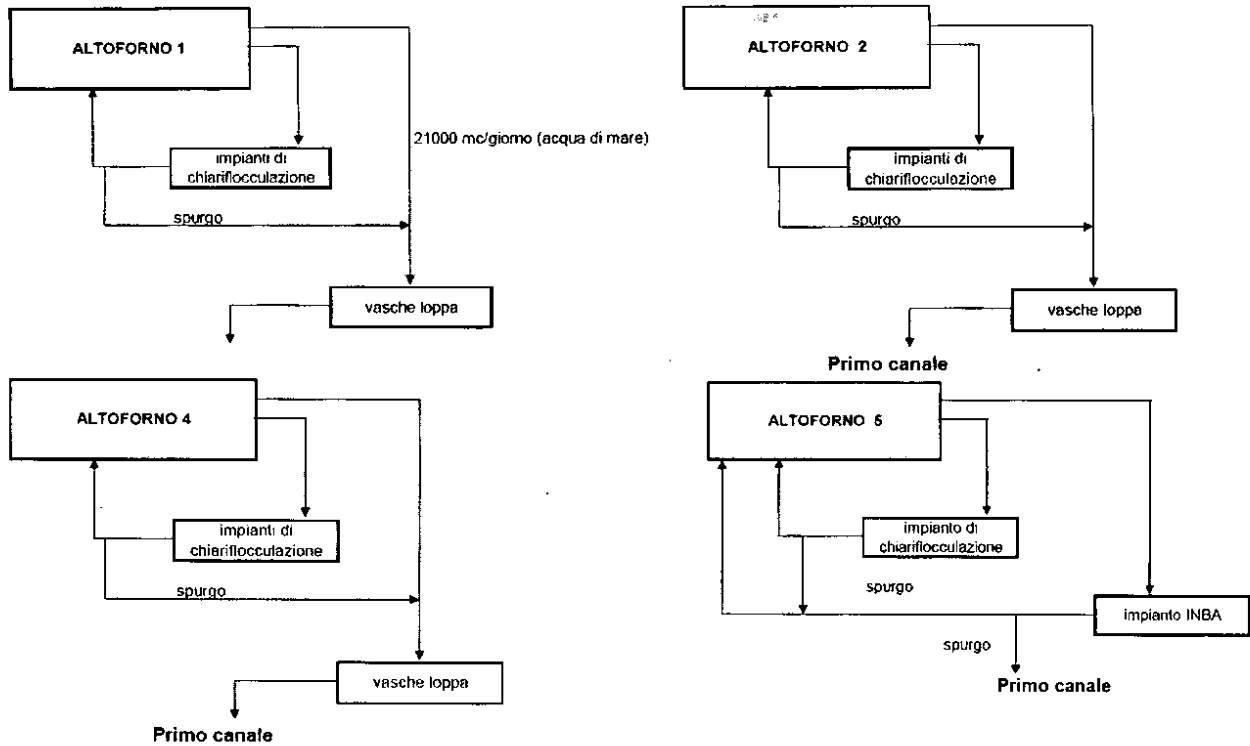 ALTOFORNO 1
impianti di
chiariflocculazione
21000 mc/giorno (acqua di mare)
spurgo
vasche loppa
ALTOFORNO 2
impianti di
chiariflocculazione
spurgo
vasche loppa
Primo canale
ALTOFORNO 4
impianti di
chiariflocculazione
spurgo
vasche loppa
Primo canale
ALTOFORNO 5
impianto di
chiariflocculazione
spurgo
impianto INBA
spurgo
Primo canale